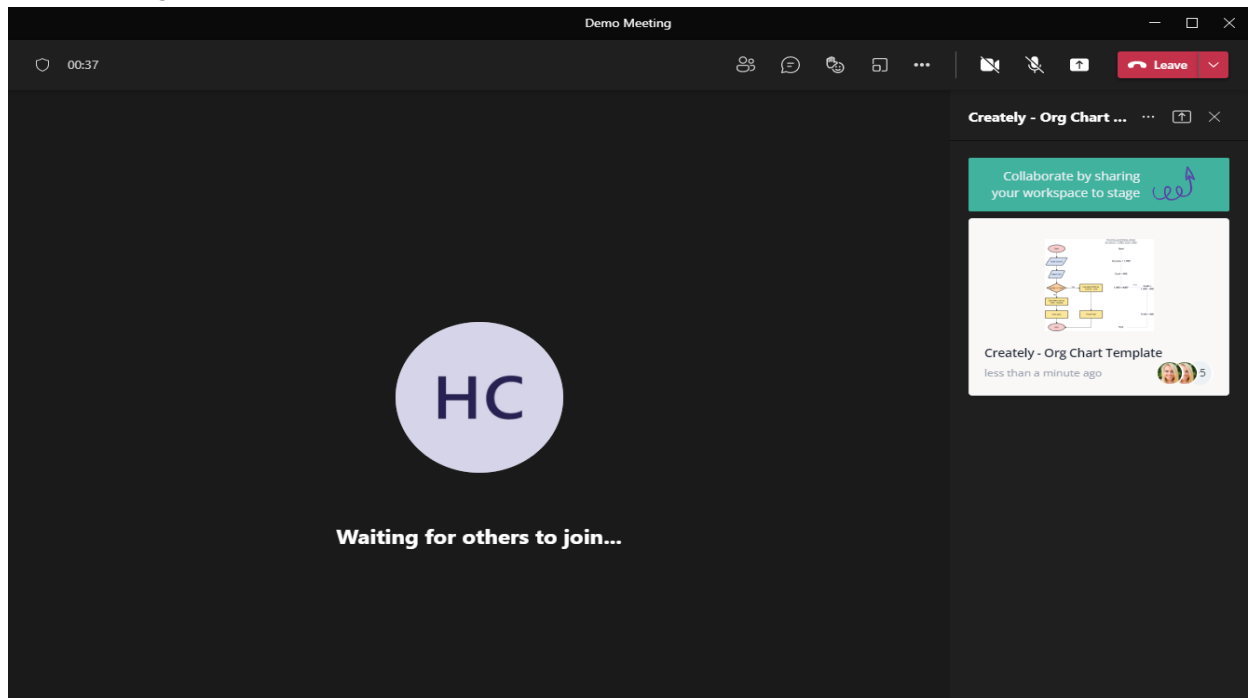 Demo Meeting
00:37
Leave
Creately - Org Chart ...
Collaborate by sharing
your workspace to stage
HC
Waiting for others to join...
Creately - Org Chart Template
less than a minute ago
5